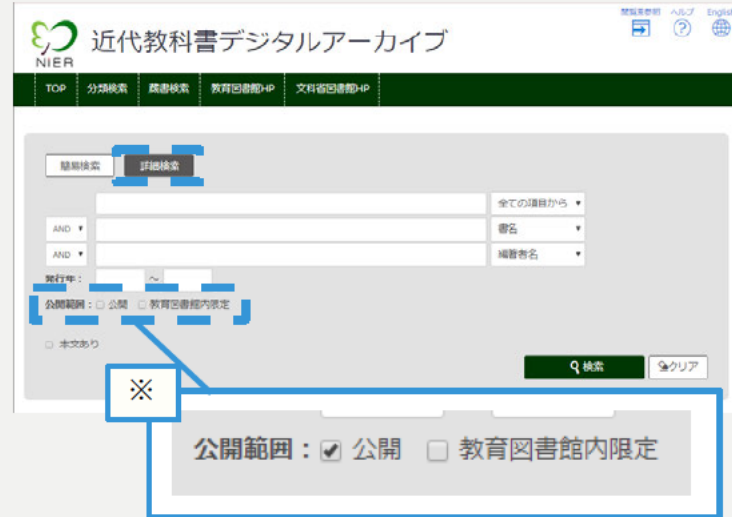 閲覧室参照 ヘルプ English
NIER
近代教科書デジタルアーカイブ
TOP 分類検索 蔵書検索 教育図書館HP 文科省図書館HP
簡易検索 詳細検索
全ての項目から ▼
AND ▼ 書名 ▼
AND ▼ 編著者名 ▼
発行年： ～
公開範囲：□ 公開 □ 教育図書館内限定
□ 本文あり
検索 クリア
※
公開範囲：☑ 公開 □ 教育図書館内限定